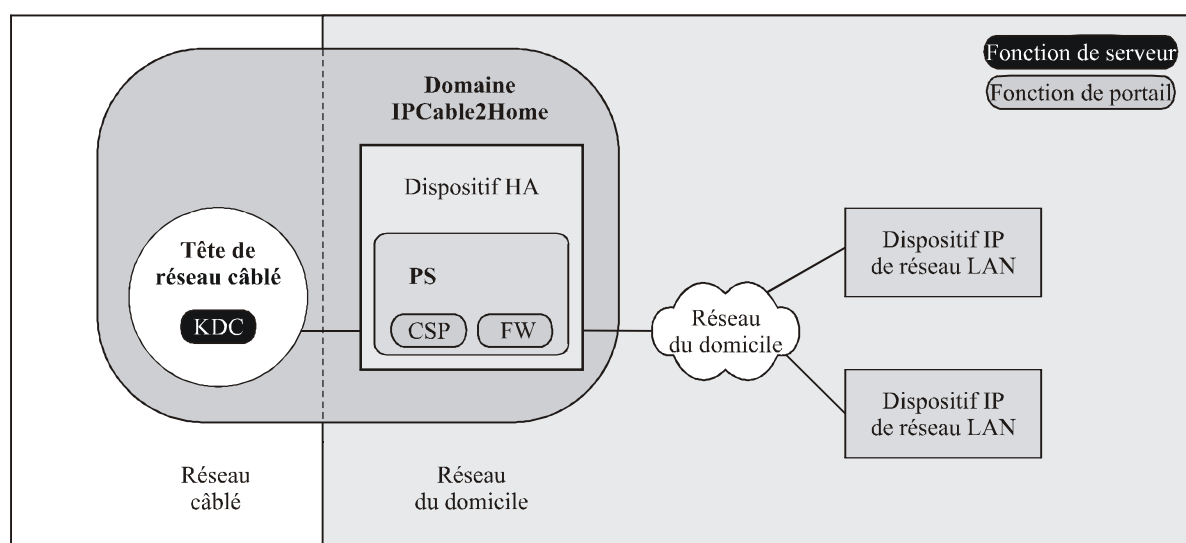 Fonction de serveur
Fonction de portail
Domaine
IPCable2Home
Dispositif HA
Tête de
réseau câblé
KDC
PS
CSP
FW
Réseau
du domicile
Dispositif IP
de réseau LAN
Dispositif IP
de réseau LAN
Réseau
câblé
Réseau
du domicile